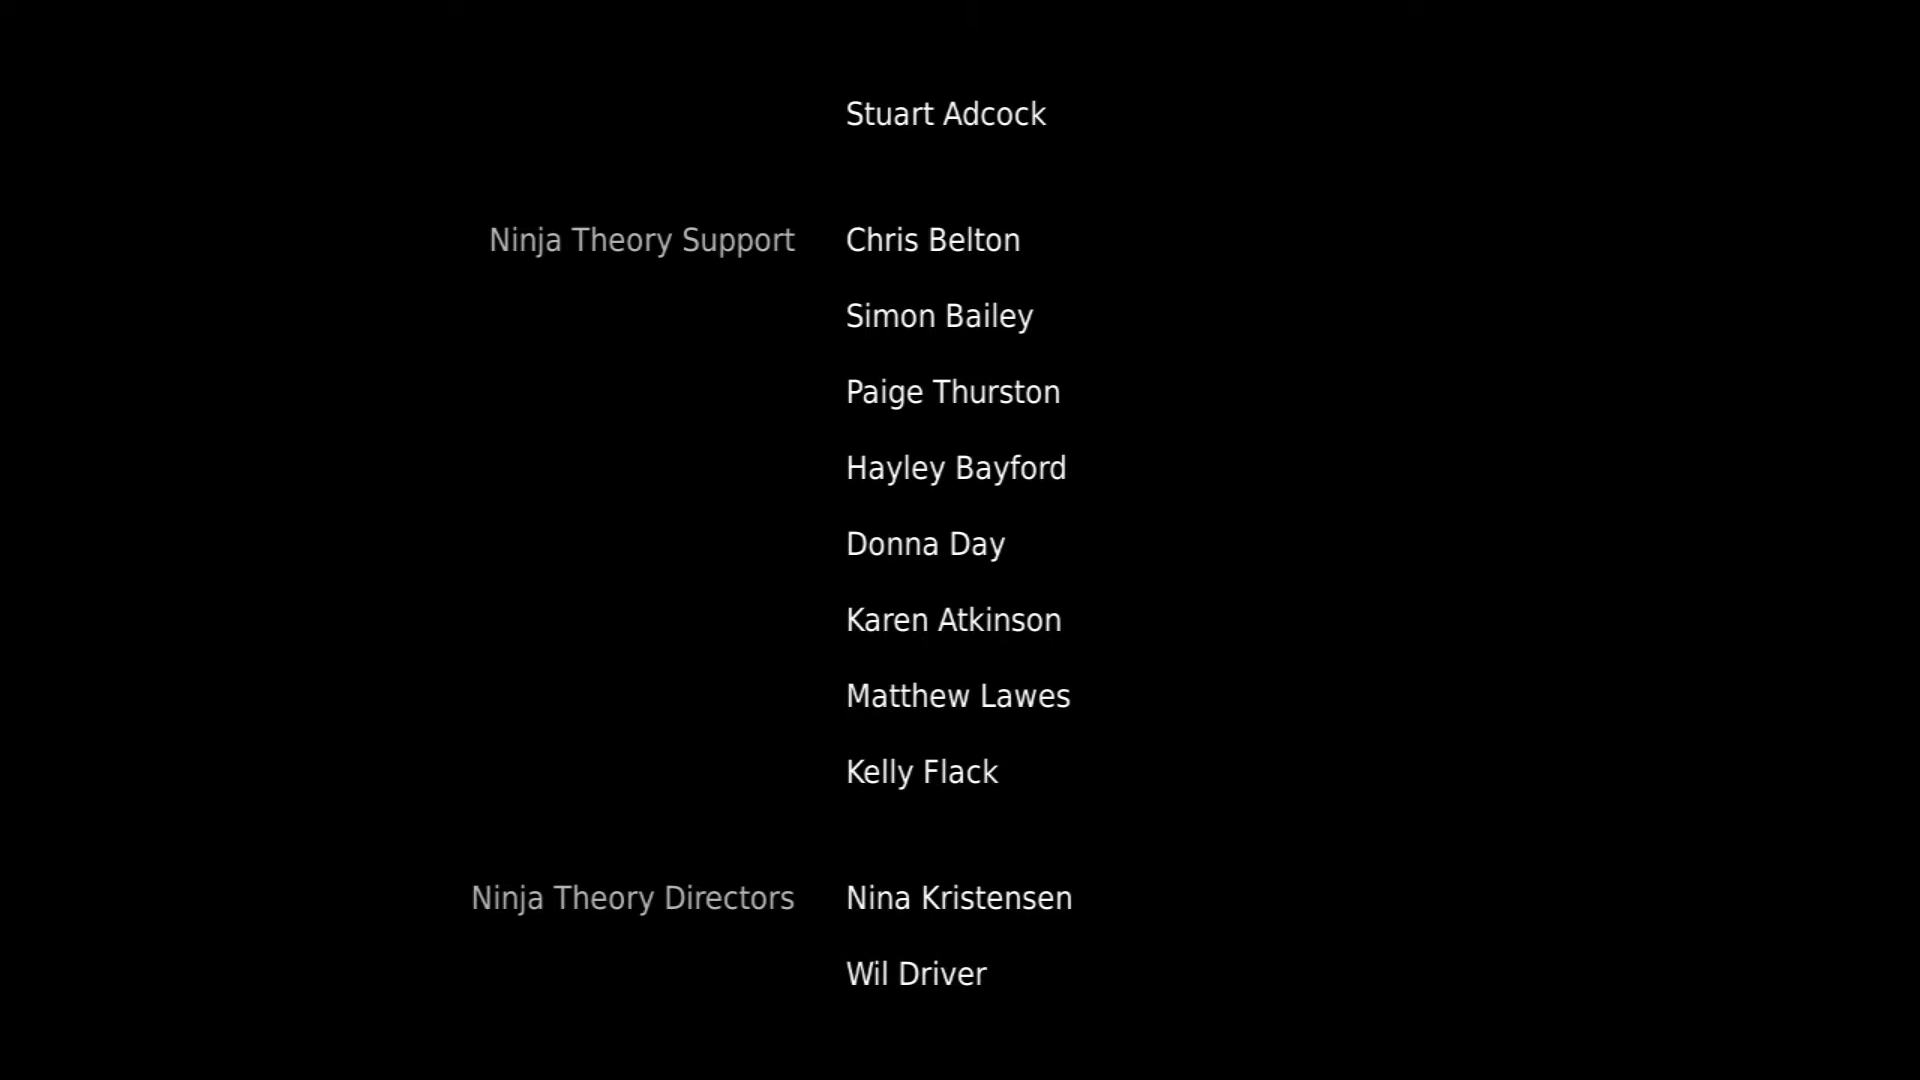 Stuart Adcock
Ninja Theory Support Chris Belton
Simon Bailey
Paige Thurston
Hayley Bayford
Donna Day
Karen Atkinson
Matthew Lawes
Kelly Flack
Ninja Theory Directors Nina Kristensen
Wil Driver